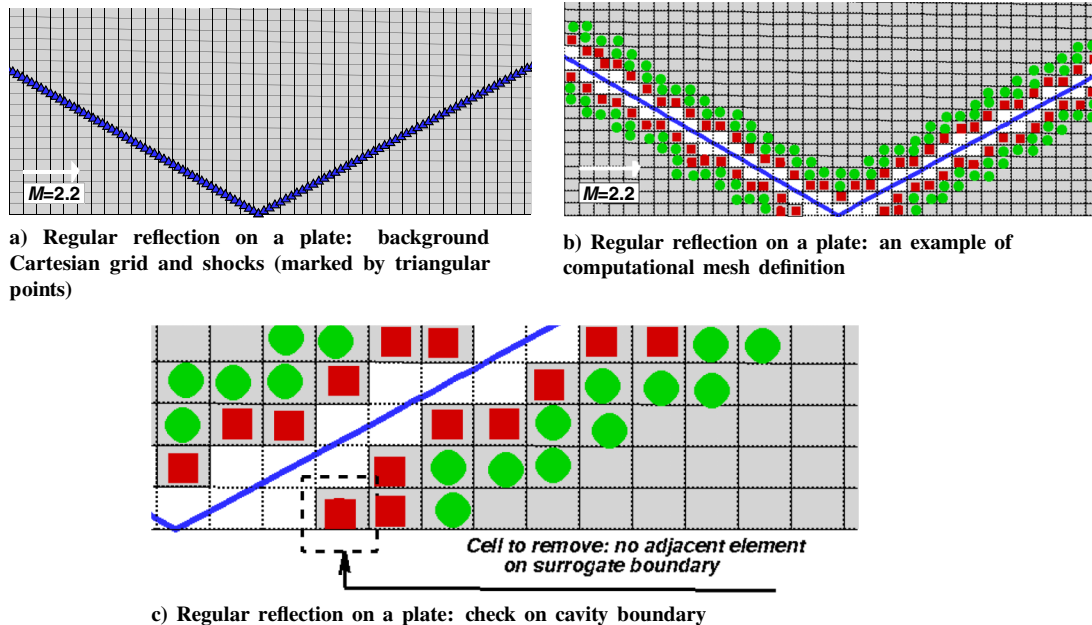 M=2.2
a) Regular reflection on a plate: background
Cartesian grid and shocks (marked by triangular
points)
M=2.2
b) Regular reflection on a plate: an example of
computational mesh definition
Cell to remove: no adjacent element
on surrogate boundary
c) Regular reflection on a plate: check on cavity boundary